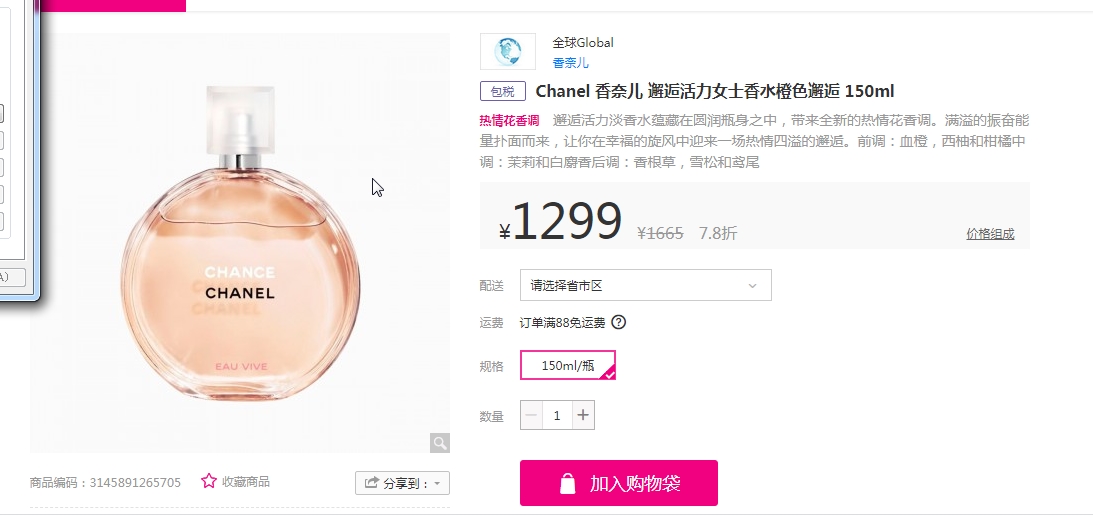 全球Global
香奈儿
包税 Chanel 香奈儿 邂逅活力女士香水橙色邂逅 150ml
热情花香调 邂逅活力淡香水蕴藏在圆润瓶身之中，带来全新的热情花香调。满溢的振奋能
量扑面而来，让你在幸福的旋风中迎来一场热情四溢的邂逅。前调：血橙，西柚和柑橘中
调：茉莉和白麝香后调：香根草，雪松和鸢尾
¥1299 ¥1665 7.8折 价格组成
配送 请选择省市区
运费 订单满88免运费 ?
规格 150ml/瓶
数量 1
加入购物袋
CHANCE
CHANEL
EAU VIVE
商品编码：3145891265705 收藏商品 分享到：
A)